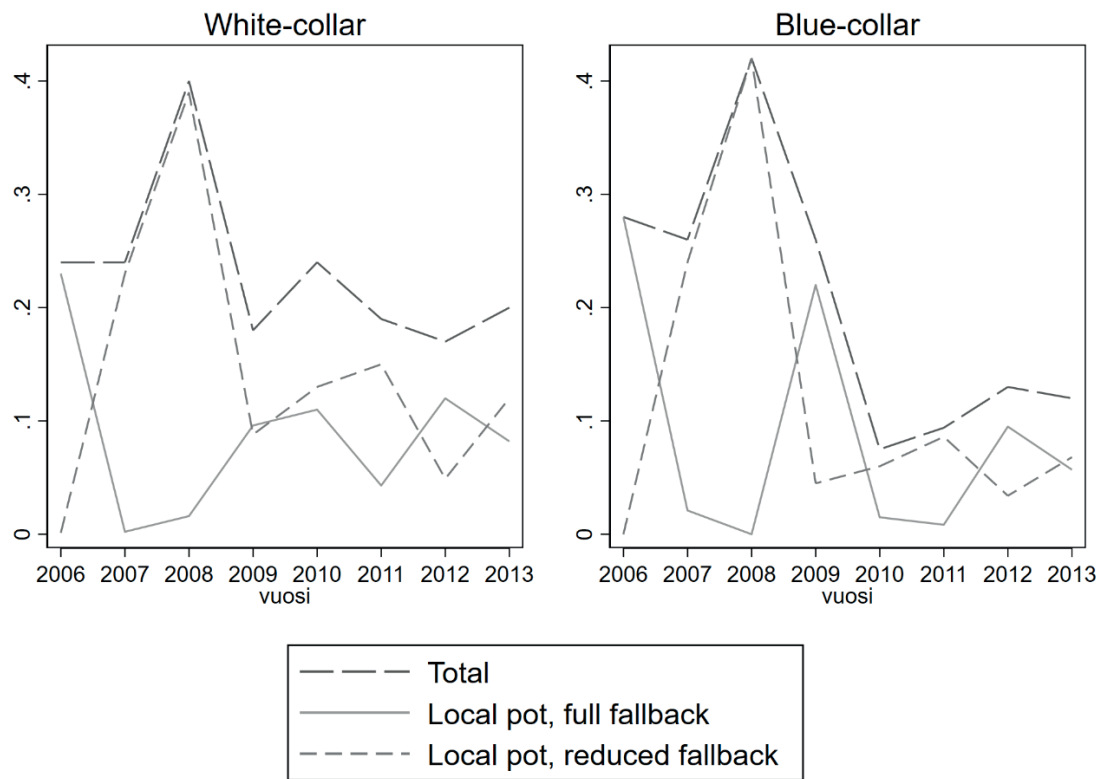 White-collar
.4
.3
.2
.1
0
2006 2007 2008 2009 2010 2011 2012 2013
vuosi
Blue-collar
.4
.3
.2
.1
0
2006 2007 2008 2009 2010 2011 2012 2013
vuosi
Total
Local pot, full fallback
Local pot, reduced fallback